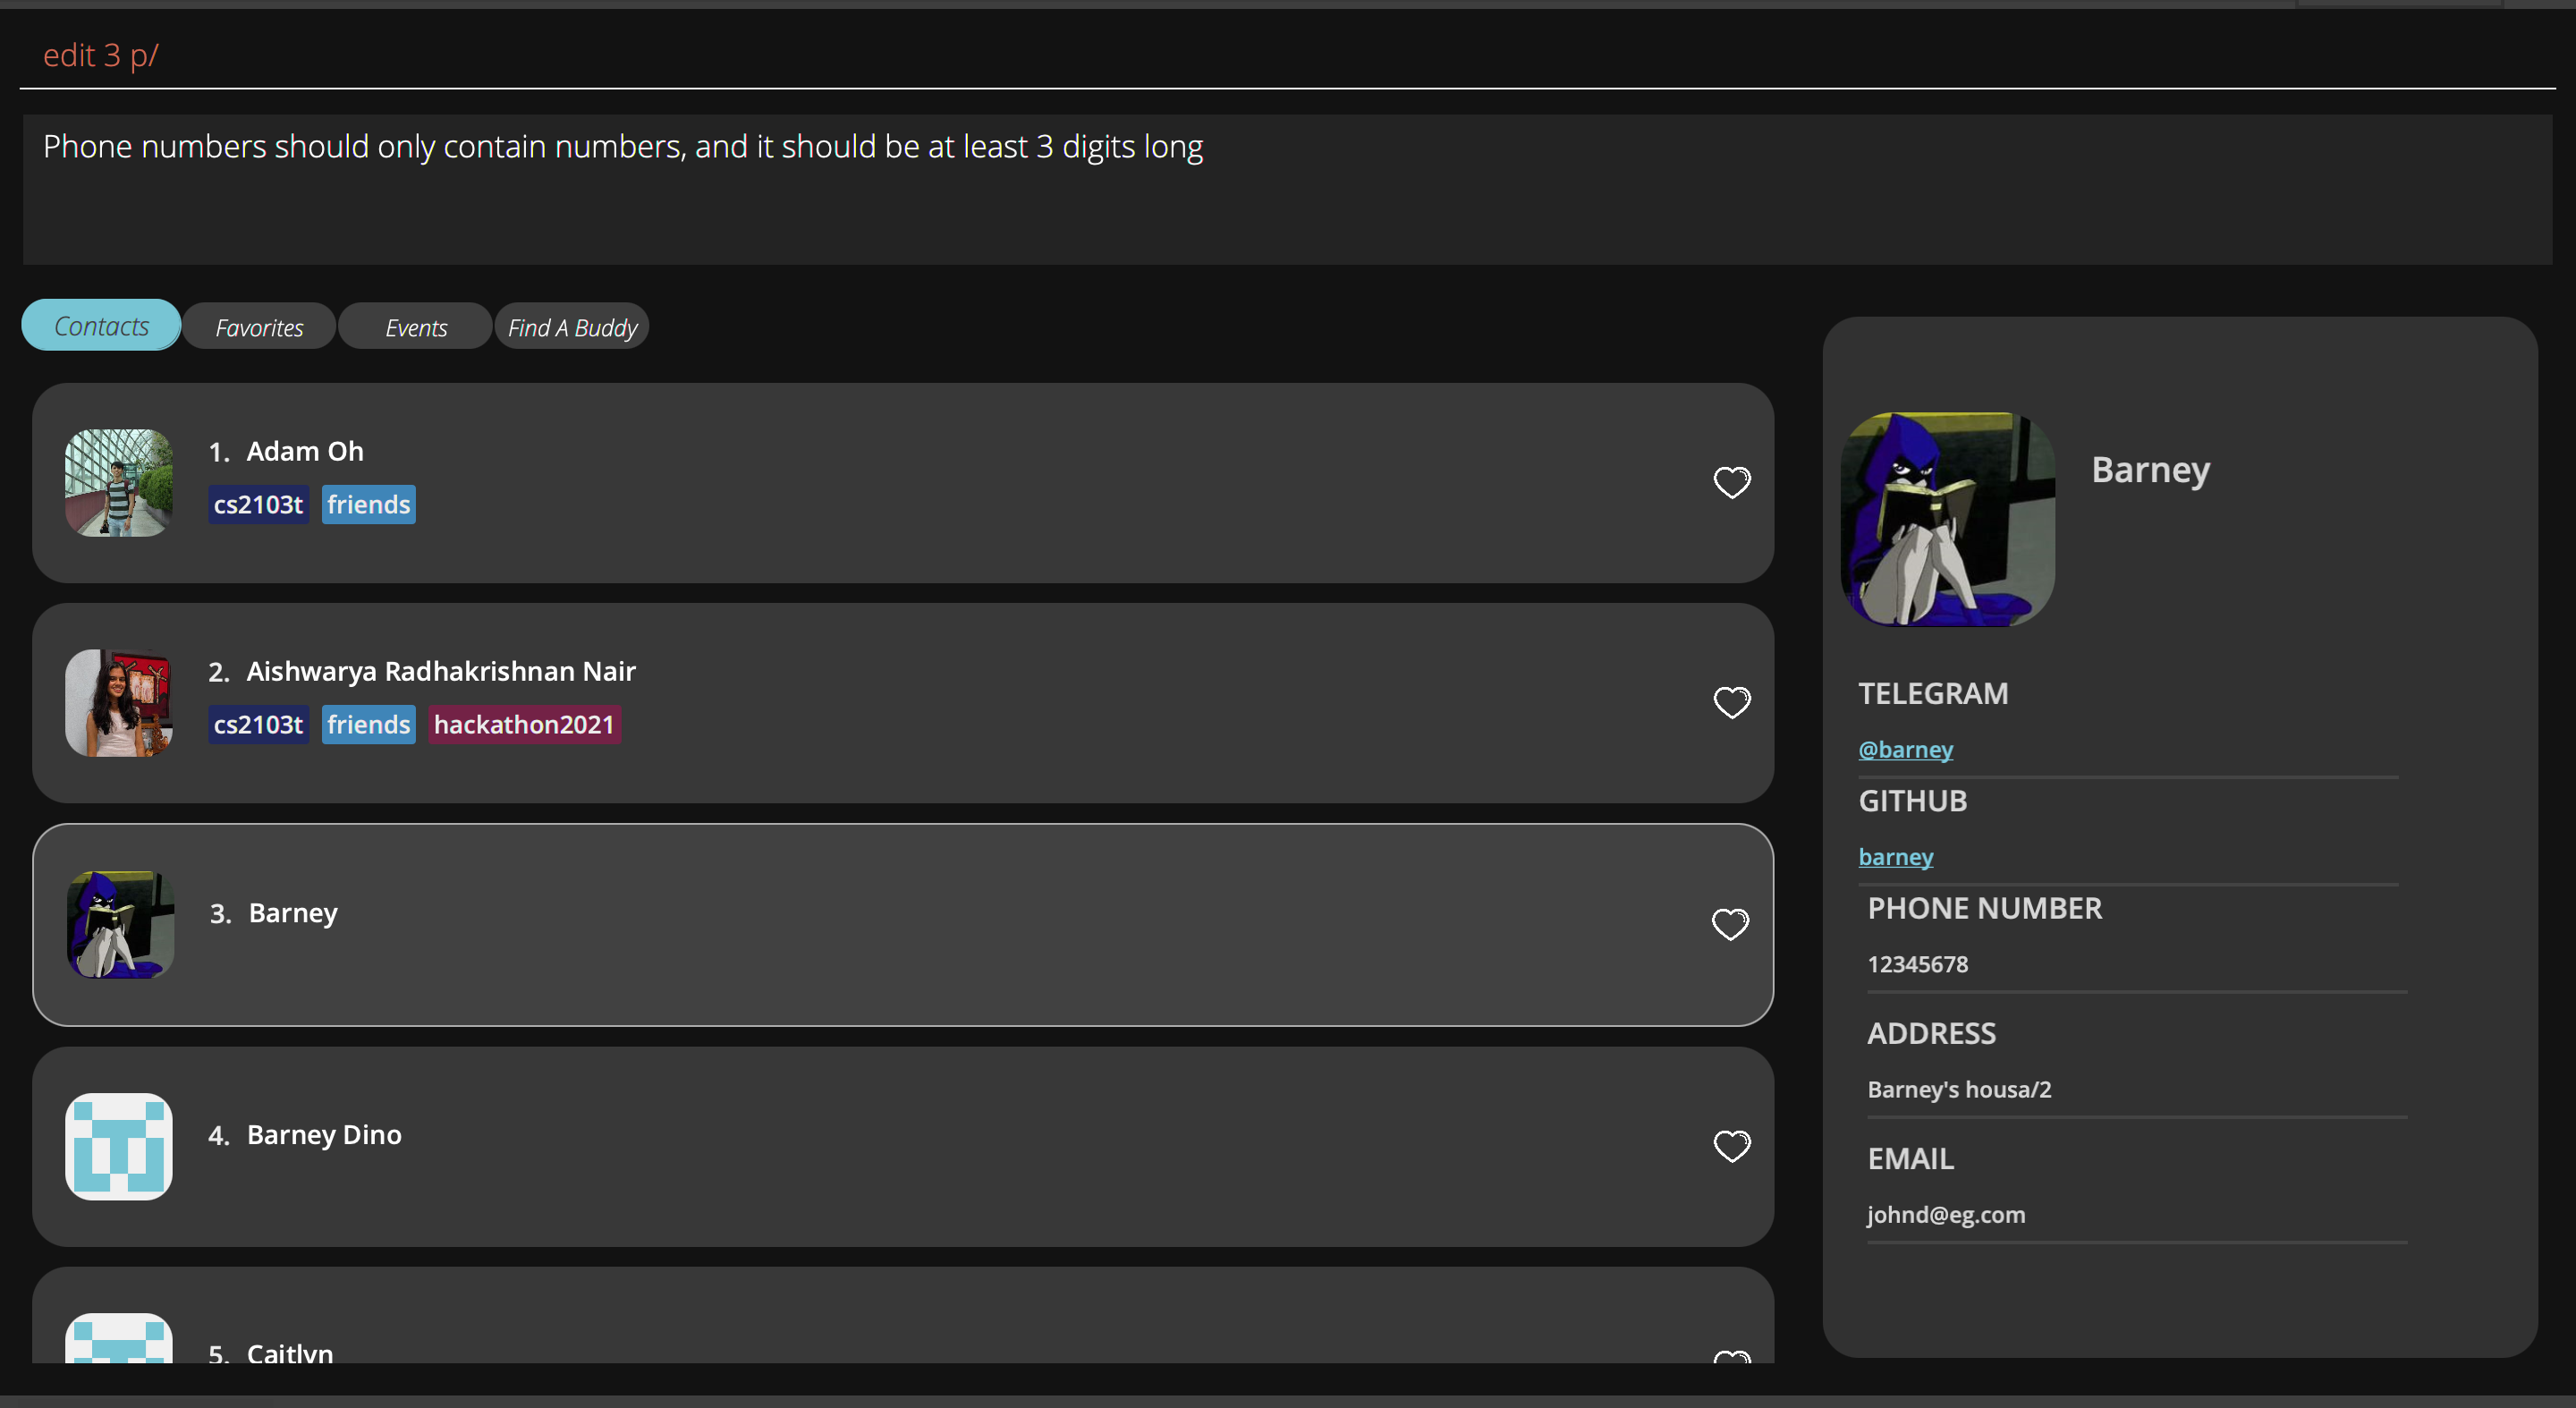 edit 3 p/
Phone numbers should only contain numbers, and it should be at least 3 digits long
Contacts Favorites Events Find A Buddy
1. Adam Oh
cs2103t friends
2. Aishwarya Radhakrishnan Nair
cs2103t friends hackathon2021
3. Barney
4. Barney Dino
5. Caitlyn
Barney
TELEGRAM
@barney
GITHUB
barney
PHONE NUMBER
12345678
ADDRESS
Barney's housa/2
EMAIL
johnd@eg.com